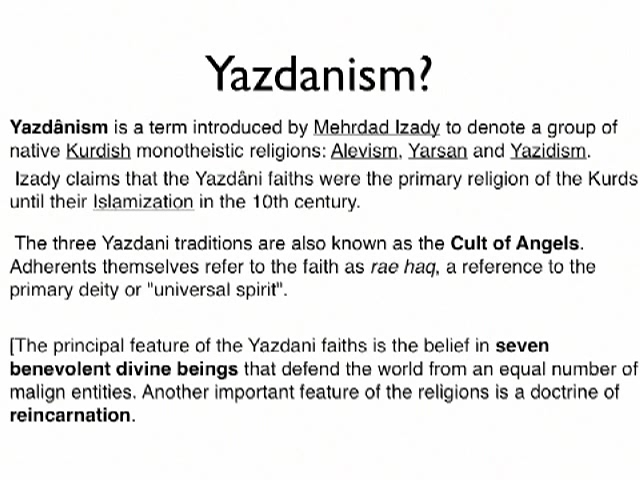 Yazdanism?
Yazdânism is a term introduced by Mehrdad Izady to denote a group of
native Kurdish monotheistic religions: Alevism, Yarsan and Yazidism.
Izady claims that the Yazdâni faiths were the primary religion of the Kurds
until their Islamization in the 10th century.
The three Yazdani traditions are also known as the Cult of Angels.
Adherents themselves refer to the faith as rae haq, a reference to the
primary deity or "universal spirit".
[The principal feature of the Yazdani faiths is the belief in seven
benevolent divine beings that defend the world from an equal number of
malign entities. Another important feature of the religions is a doctrine of
reincarnation.